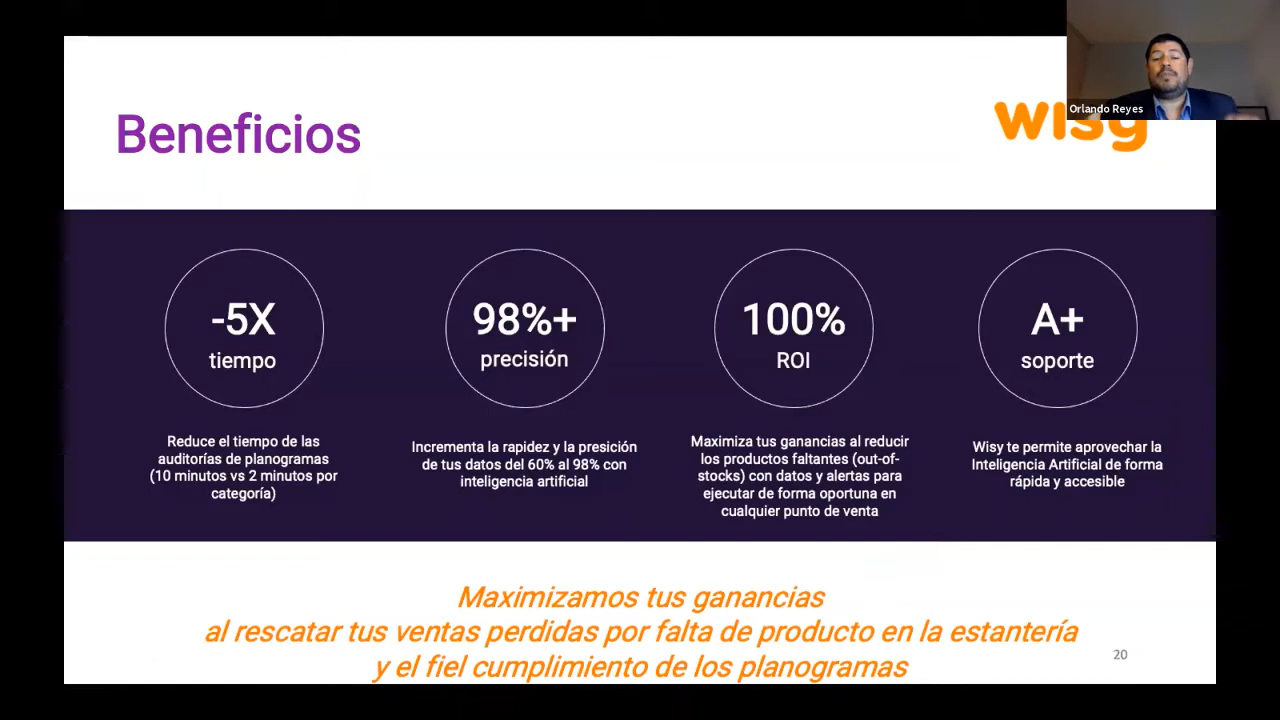 Orlando Reyes
Beneficios
wisy
-5X
tiempo
Reduce el tiempo de las
auditorías de planogramas
(10 minutos vs 2 minutos por
categoría)
98%+
precisión
Incrementa la rapidez y la presición
de tus datos del 60% al 98% con
inteligencia artificial
100%
ROI
Maximiza tus ganancias al reducir
los productos faltantes (out-of-
stocks) con datos y alertas para
ejecutar de forma oportuna en
cualquier punto de venta
A+
soporte
Wisy te permite aprovechar la
Inteligencia Artificial de forma
rápida y accesible
Maximizamos tus ganancias
al rescatar tus ventas perdidas por falta de producto en la estantería
y el fiel cumplimiento de los planogramas
20